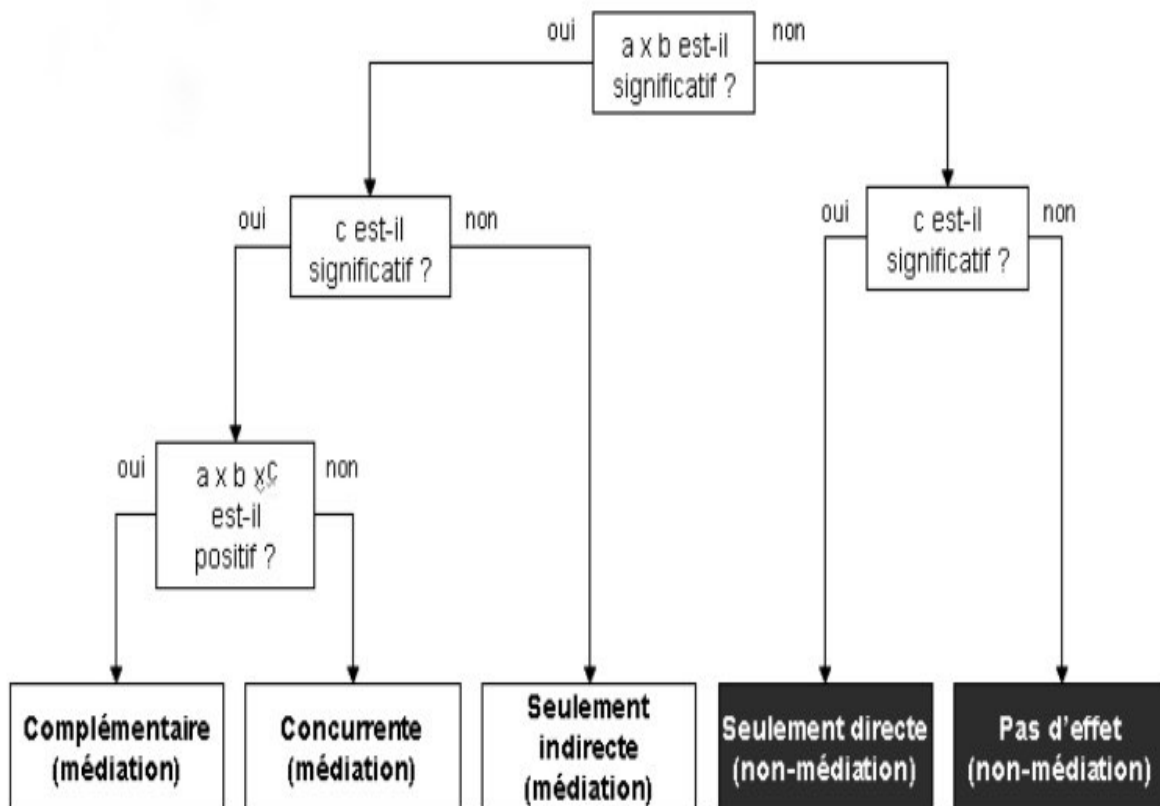 oui
a x b est-il
significatif ?
non
oui
c est-il
significatif ?
non
oui
c est-il
significatif ?
non
oui
a x b xc
est-il
positif ?
non
Complémentaire
(médiation)
Concurrente
(médiation)
Seulement
indirecte
(médiation)
Seulement directe
(non-médiation)
Pas d'effet
(non-médiation)